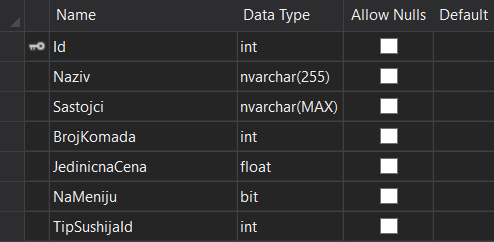 Name Data Type Allow Nulls Default
Id int
Naziv nvarchar(255)
Sastojci nvarchar(MAX)
BrojKomada int
JedinicnaCena float
NaMeniju bit
TipSushijaId int